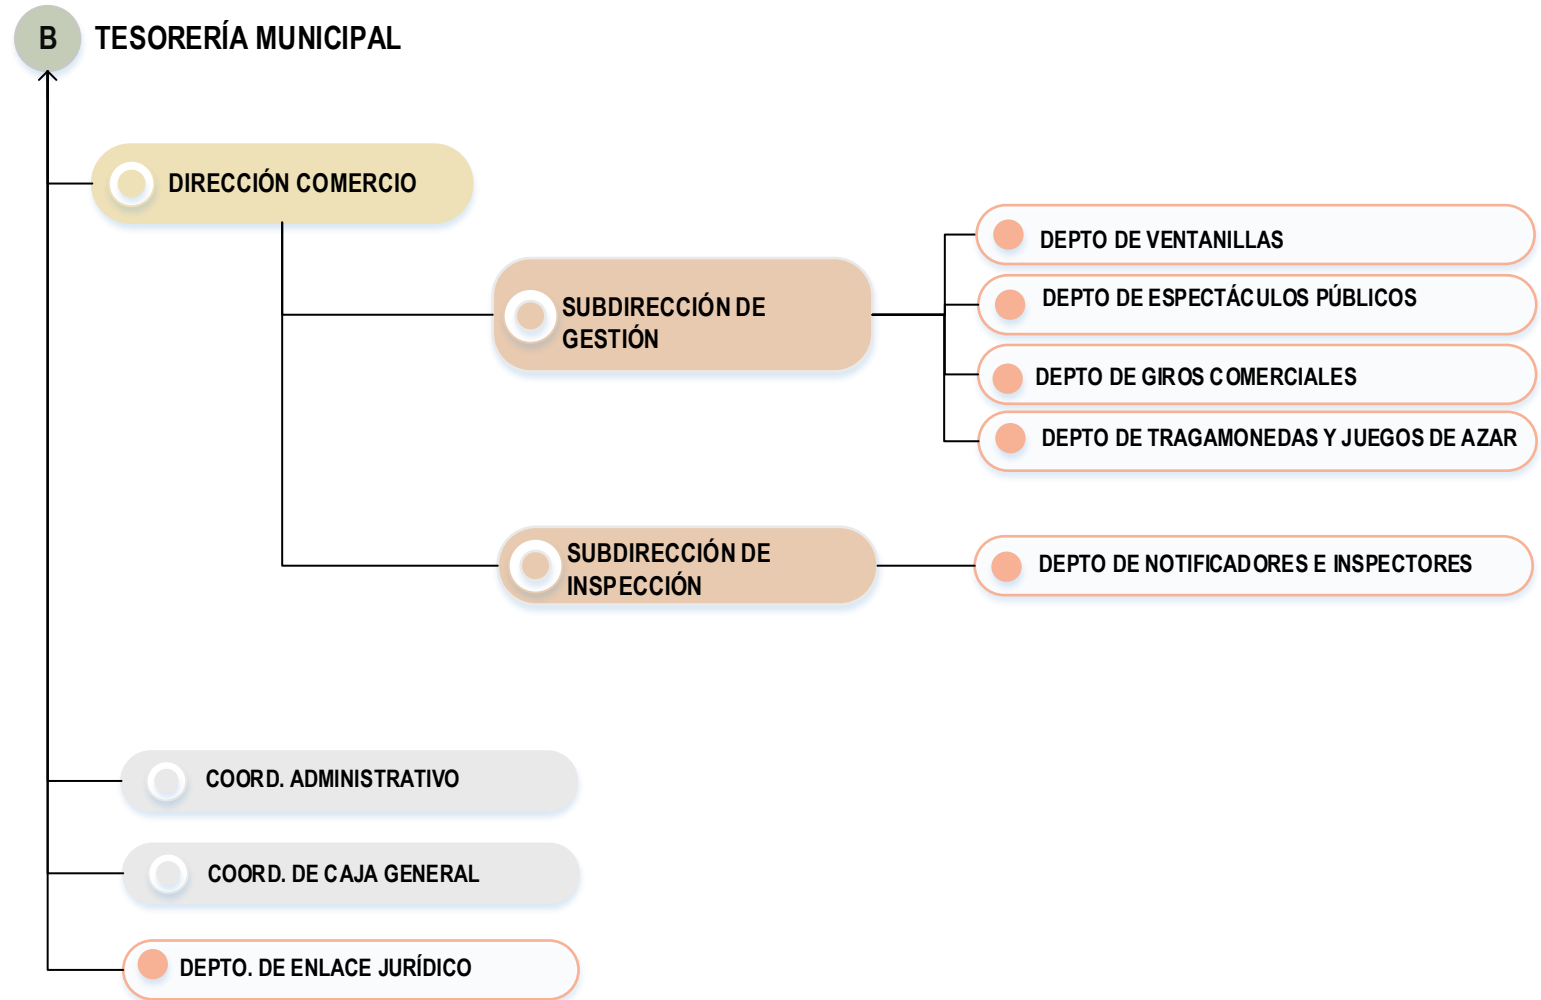 B
TESORERÍA MUNICIPAL
DIRECCIÓN COMERCIO
SUBDIRECCIÓN DE
GESTIÓN
DEPTO DE VENTANILLAS
DEPTO DE ESPECTÁCULOS PÚBLICOS
DEPTO DE GIROS COMERCIALES
DEPTO DE TRAGAMONEDAS Y JUEGOS DE AZAR
SUBDIRECCIÓN DE
INSPECCIÓN
DEPTO DE NOTIFICADORES E INSPECTORES
COORD. ADMINISTRATIVO
COORD. DE CAJA GENERAL
DEPTO. DE ENLACE JURÍDICO